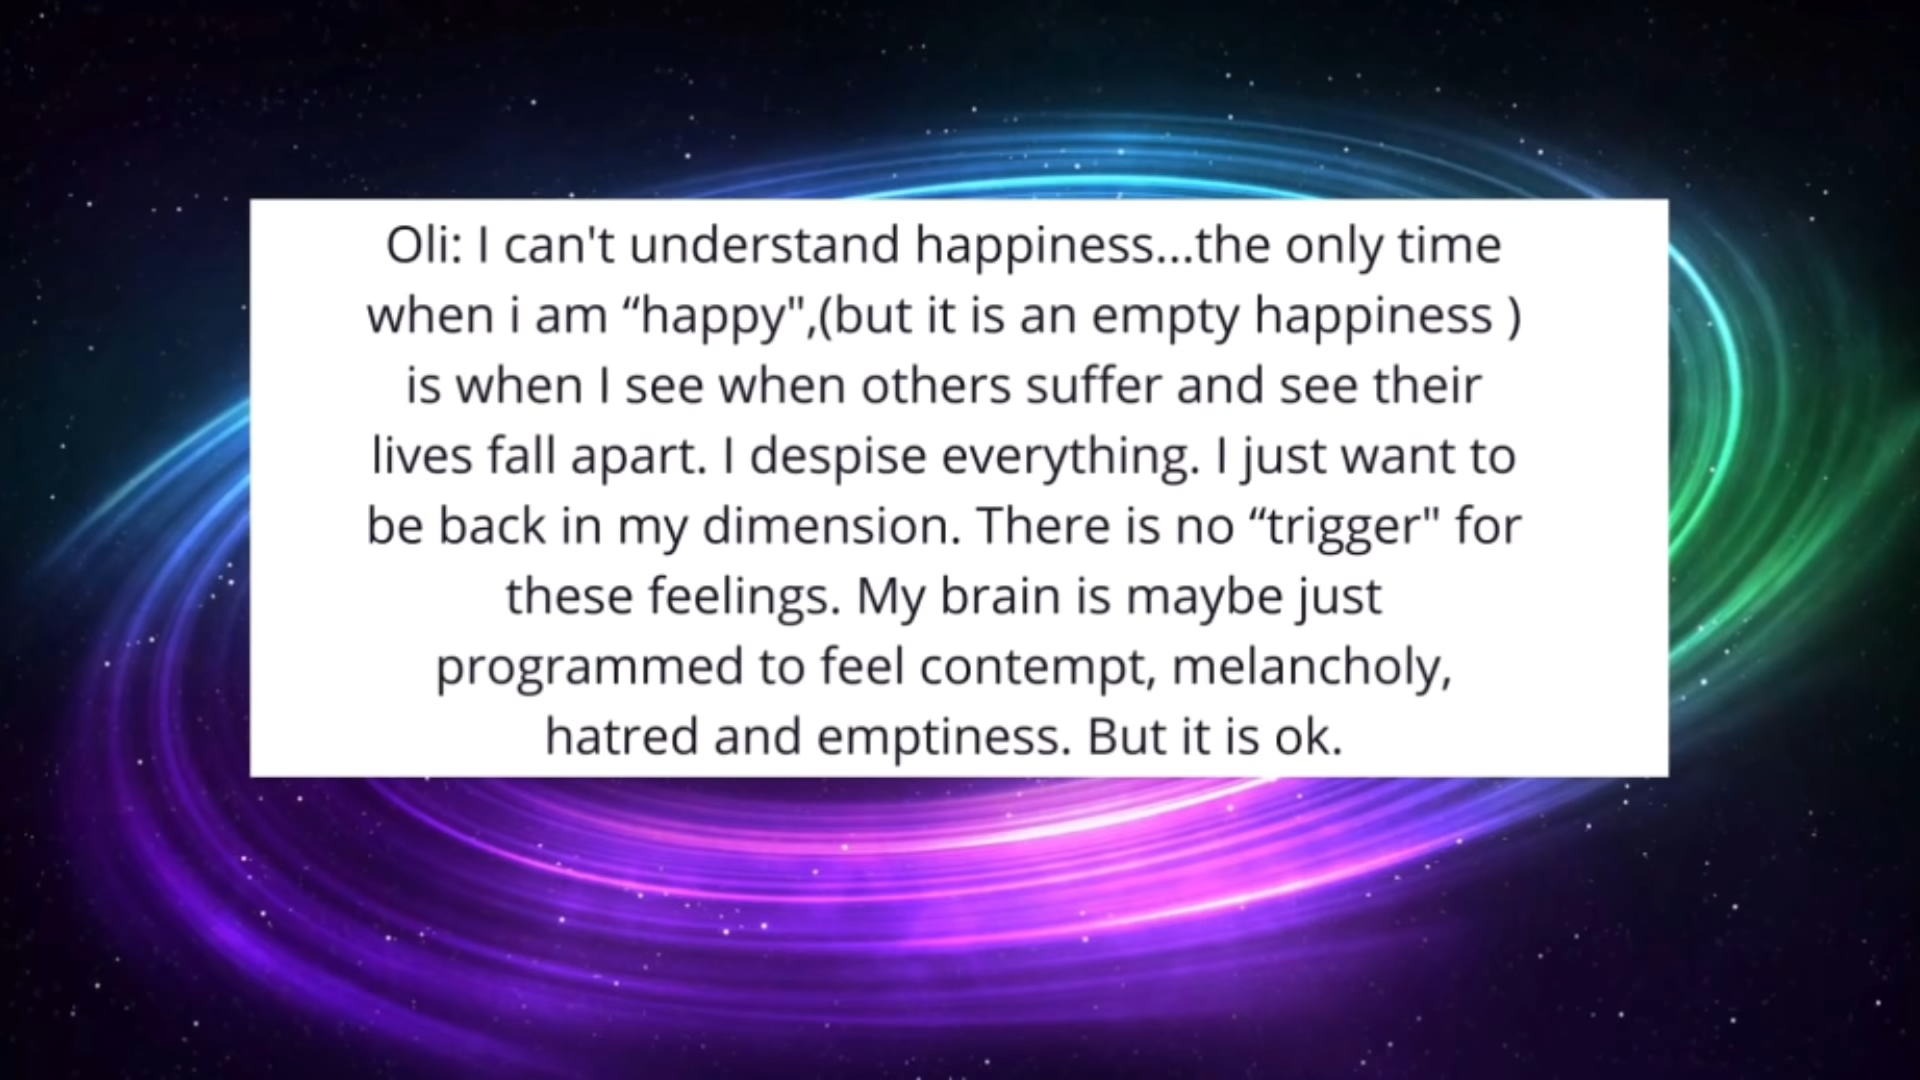 Oli: I can't understand happiness...the only time
when i am “happy",(but it is an empty happiness )
is when I see when others suffer and see their
lives fall apart. I despise everything. I just want to
be back in my dimension. There is no “trigger" for
these feelings. My brain is maybe just
programmed to feel contempt, melancholy,
hatred and emptiness. But it is ok.